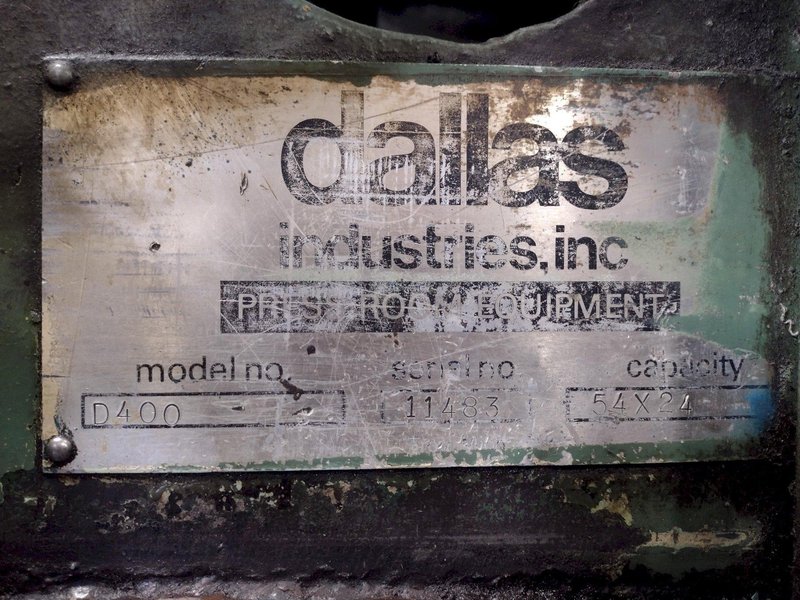 dallas
industries, inc
PRESS ROOM EQUIPMENT
model no. serial no. capacity
D400 11483 54X24